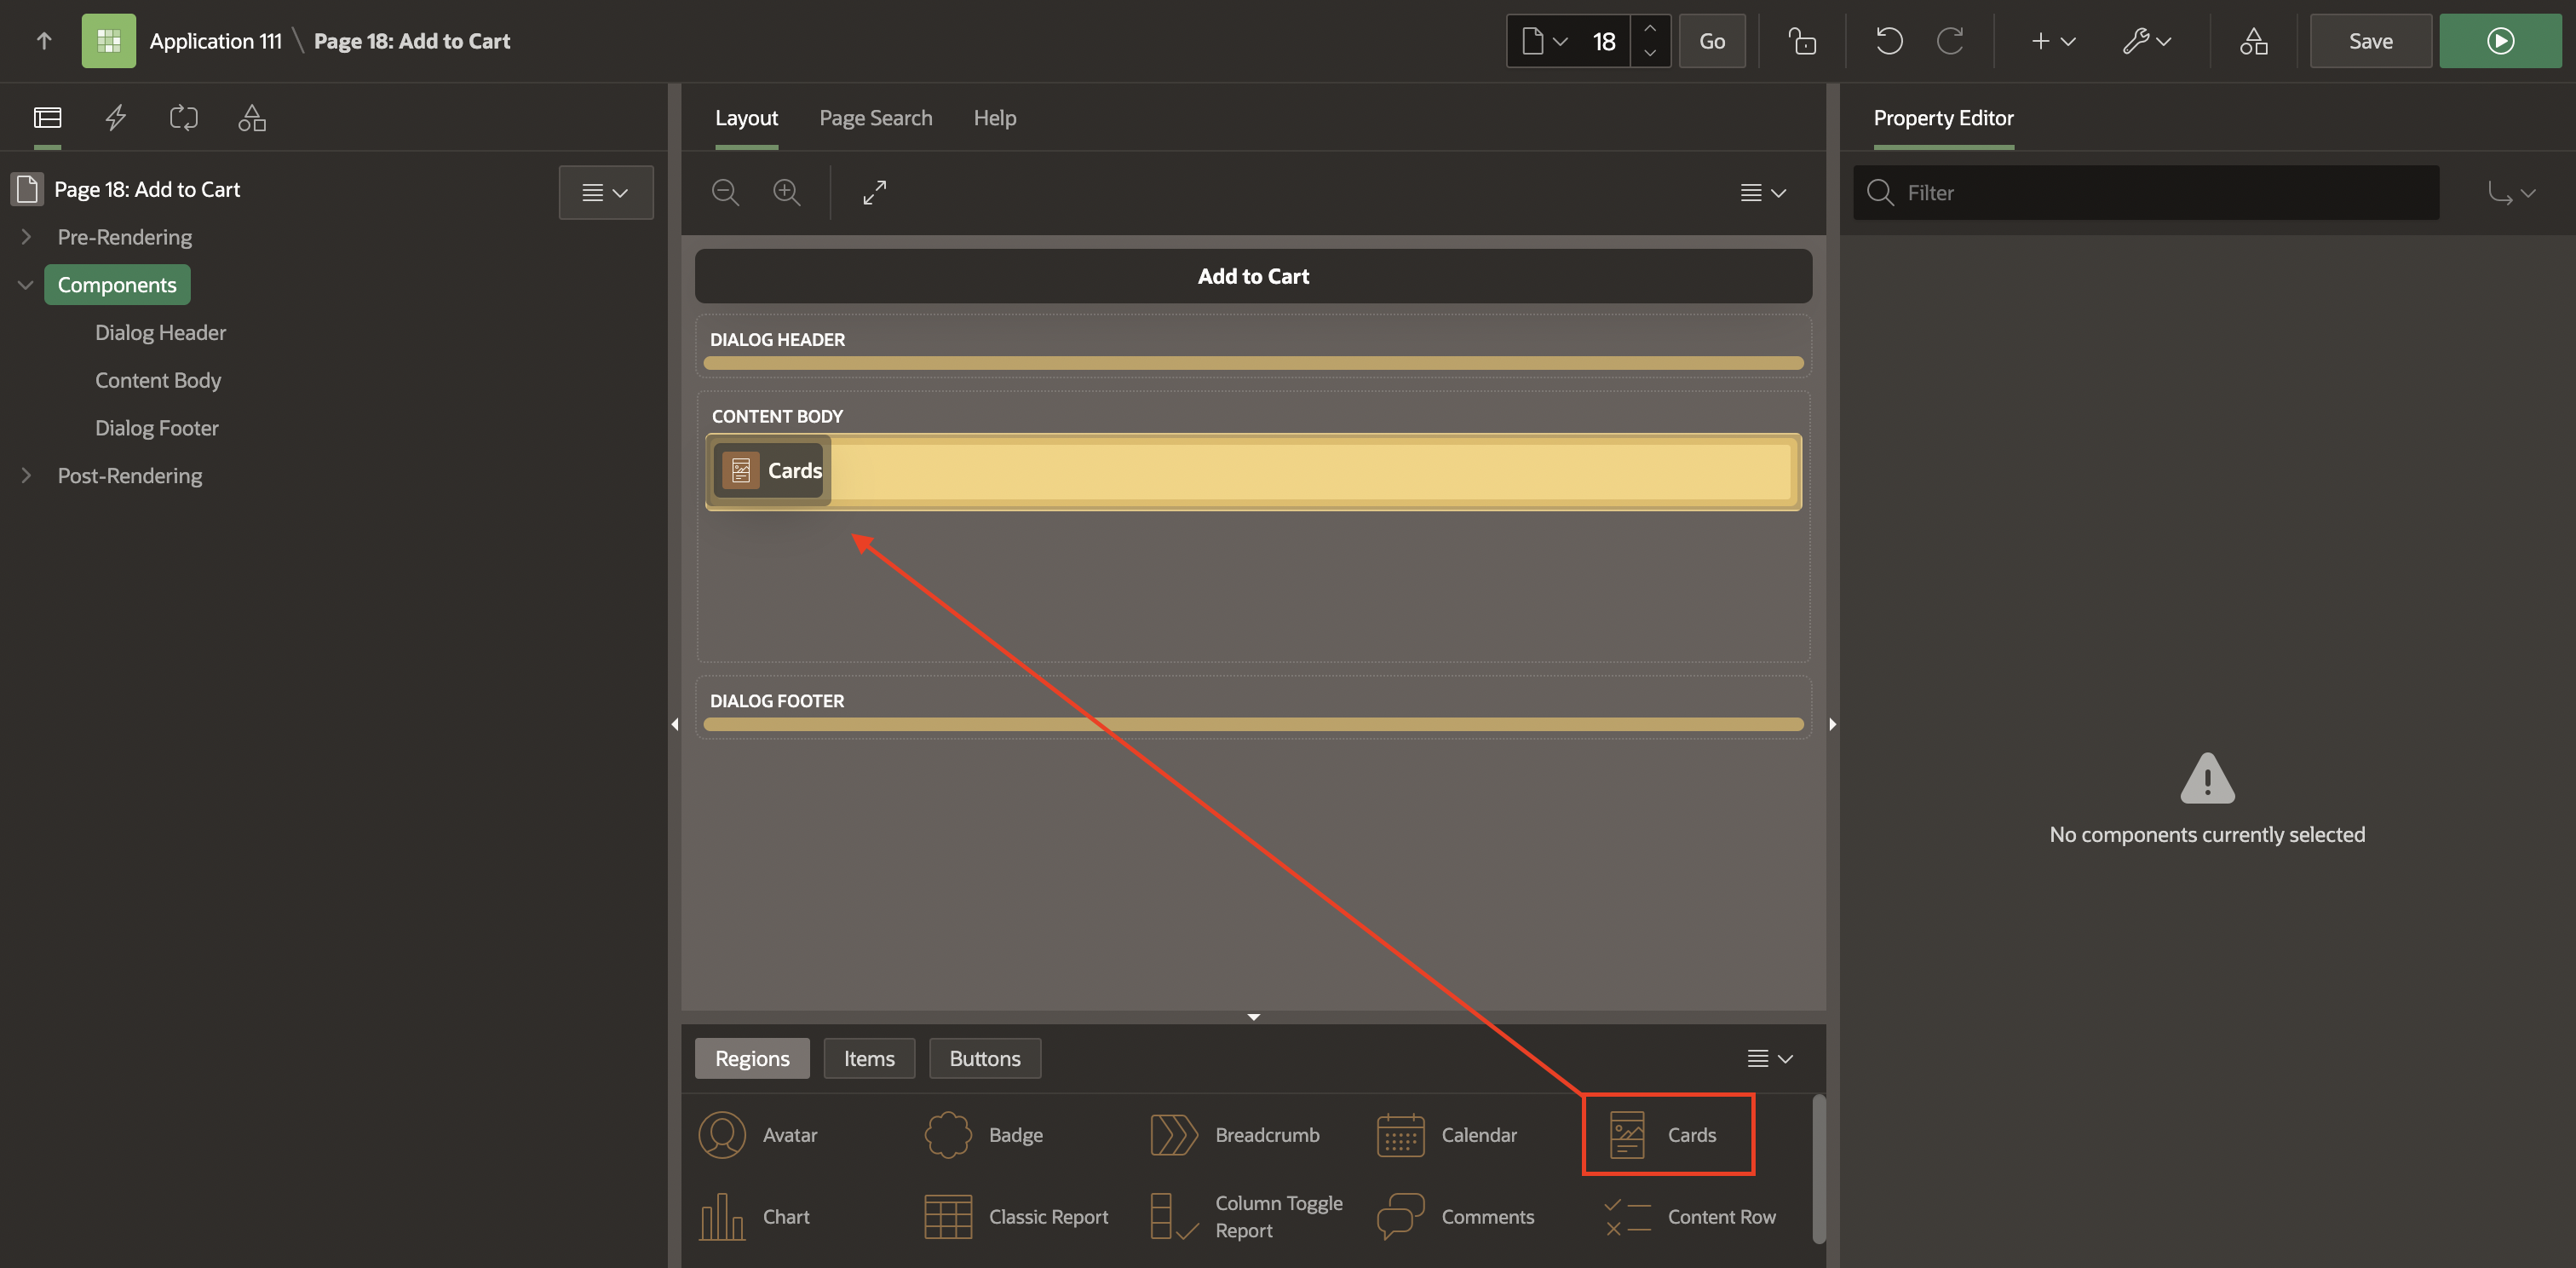 Application 111 \ Page 18: Add to Cart
18
Go
Save
Page 18: Add to Cart
Pre-Rendering
Components
Dialog Header
Content Body
Dialog Footer
Post-Rendering
Layout
Page Search
Help
Add to Cart
DIALOG HEADER
CONTENT BODY
Cards
DIALOG FOOTER
Regions
Items
Buttons
Avatar
Badge
Breadcrumb
Calendar
Cards
Chart
Classic Report
Column Toggle
Report
Comments
Content Row
Property Editor
Filter
No components currently selected